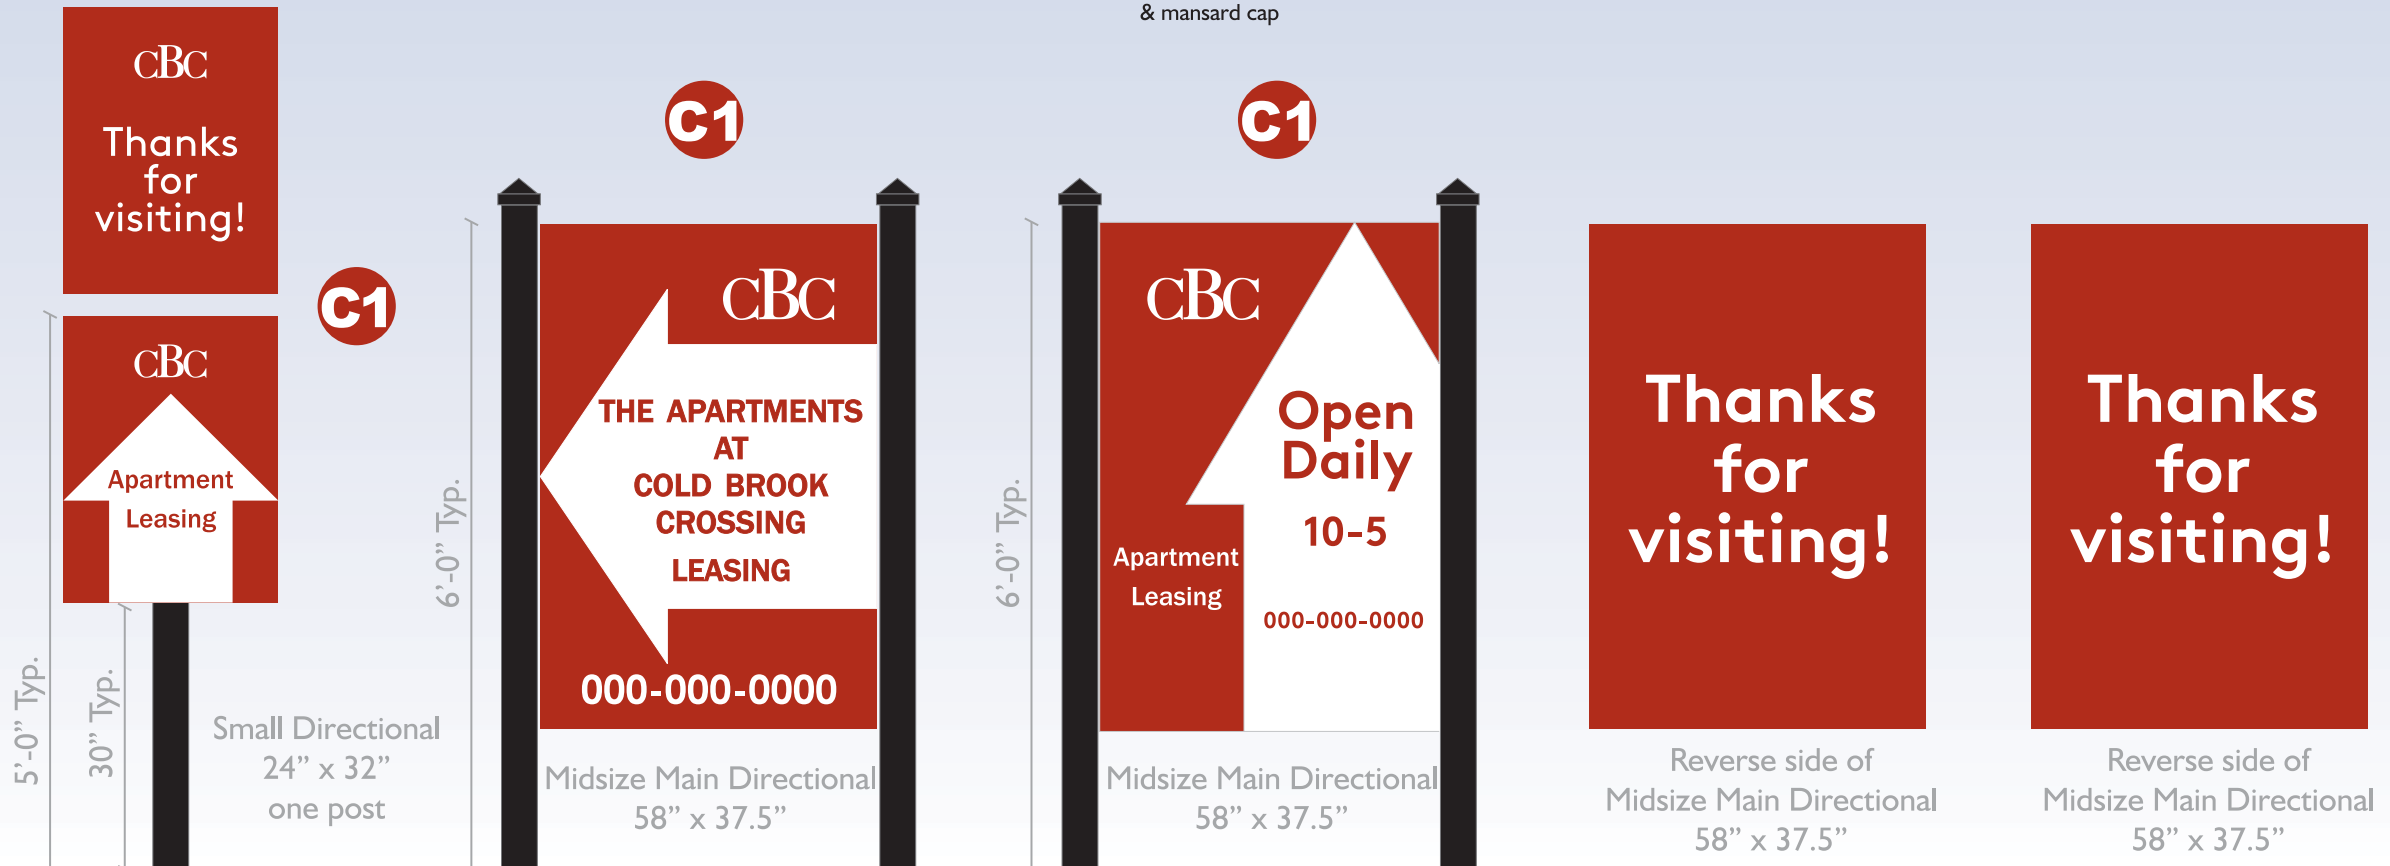 & mansard cap
CBC
Thanks
for
visiting!
C1
CBC
Apartment
Leasing
5’-0” Typ.
30” Typ.
Small Directional
24” x 32”
one post
C1
6’-0” Typ.
CBC
THE APARTMENTS
AT
COLD BROOK
CROSSING
LEASING
000-000-0000
Midsize Main Directional
58” x 37.5”
C1
6’-0” Typ.
CBC
Open
Daily
10-5
Apartment
Leasing
000-000-0000
Midsize Main Directional
58” x 37.5”
Thanks
for
visiting!
Reverse side of
Midsize Main Directional
58” x 37.5”
Thanks
for
visiting!
Reverse side of
Midsize Main Directional
58” x 37.5”